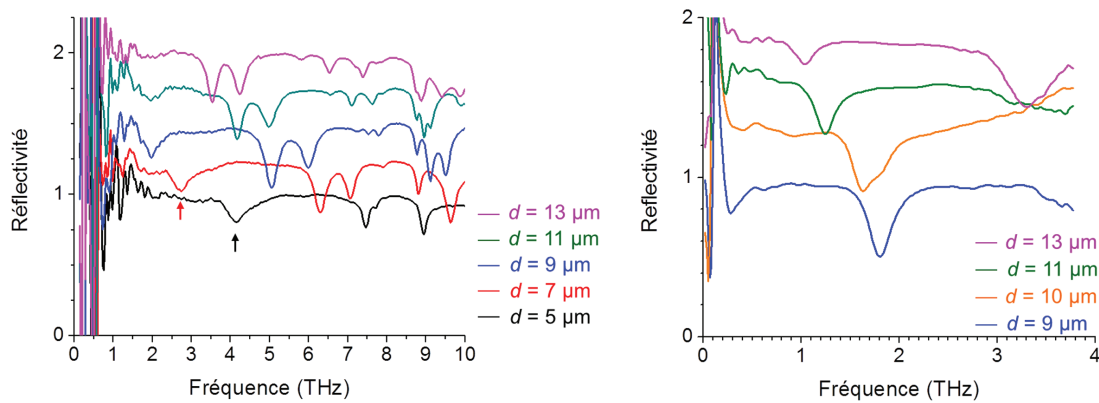 Réflectivité
2
1
0
0 1 2 3 4 5 6 7 8 9 10
Fréquence (THz)
d = 13 µm
d = 11 µm
d = 9 µm
d = 7 µm
d = 5 µm
Reflectivité
2
1
0
0 1 2 3 4
Fréquence (THz)
d = 13 µm
d = 11 µm
d = 10 µm
d = 9 µm